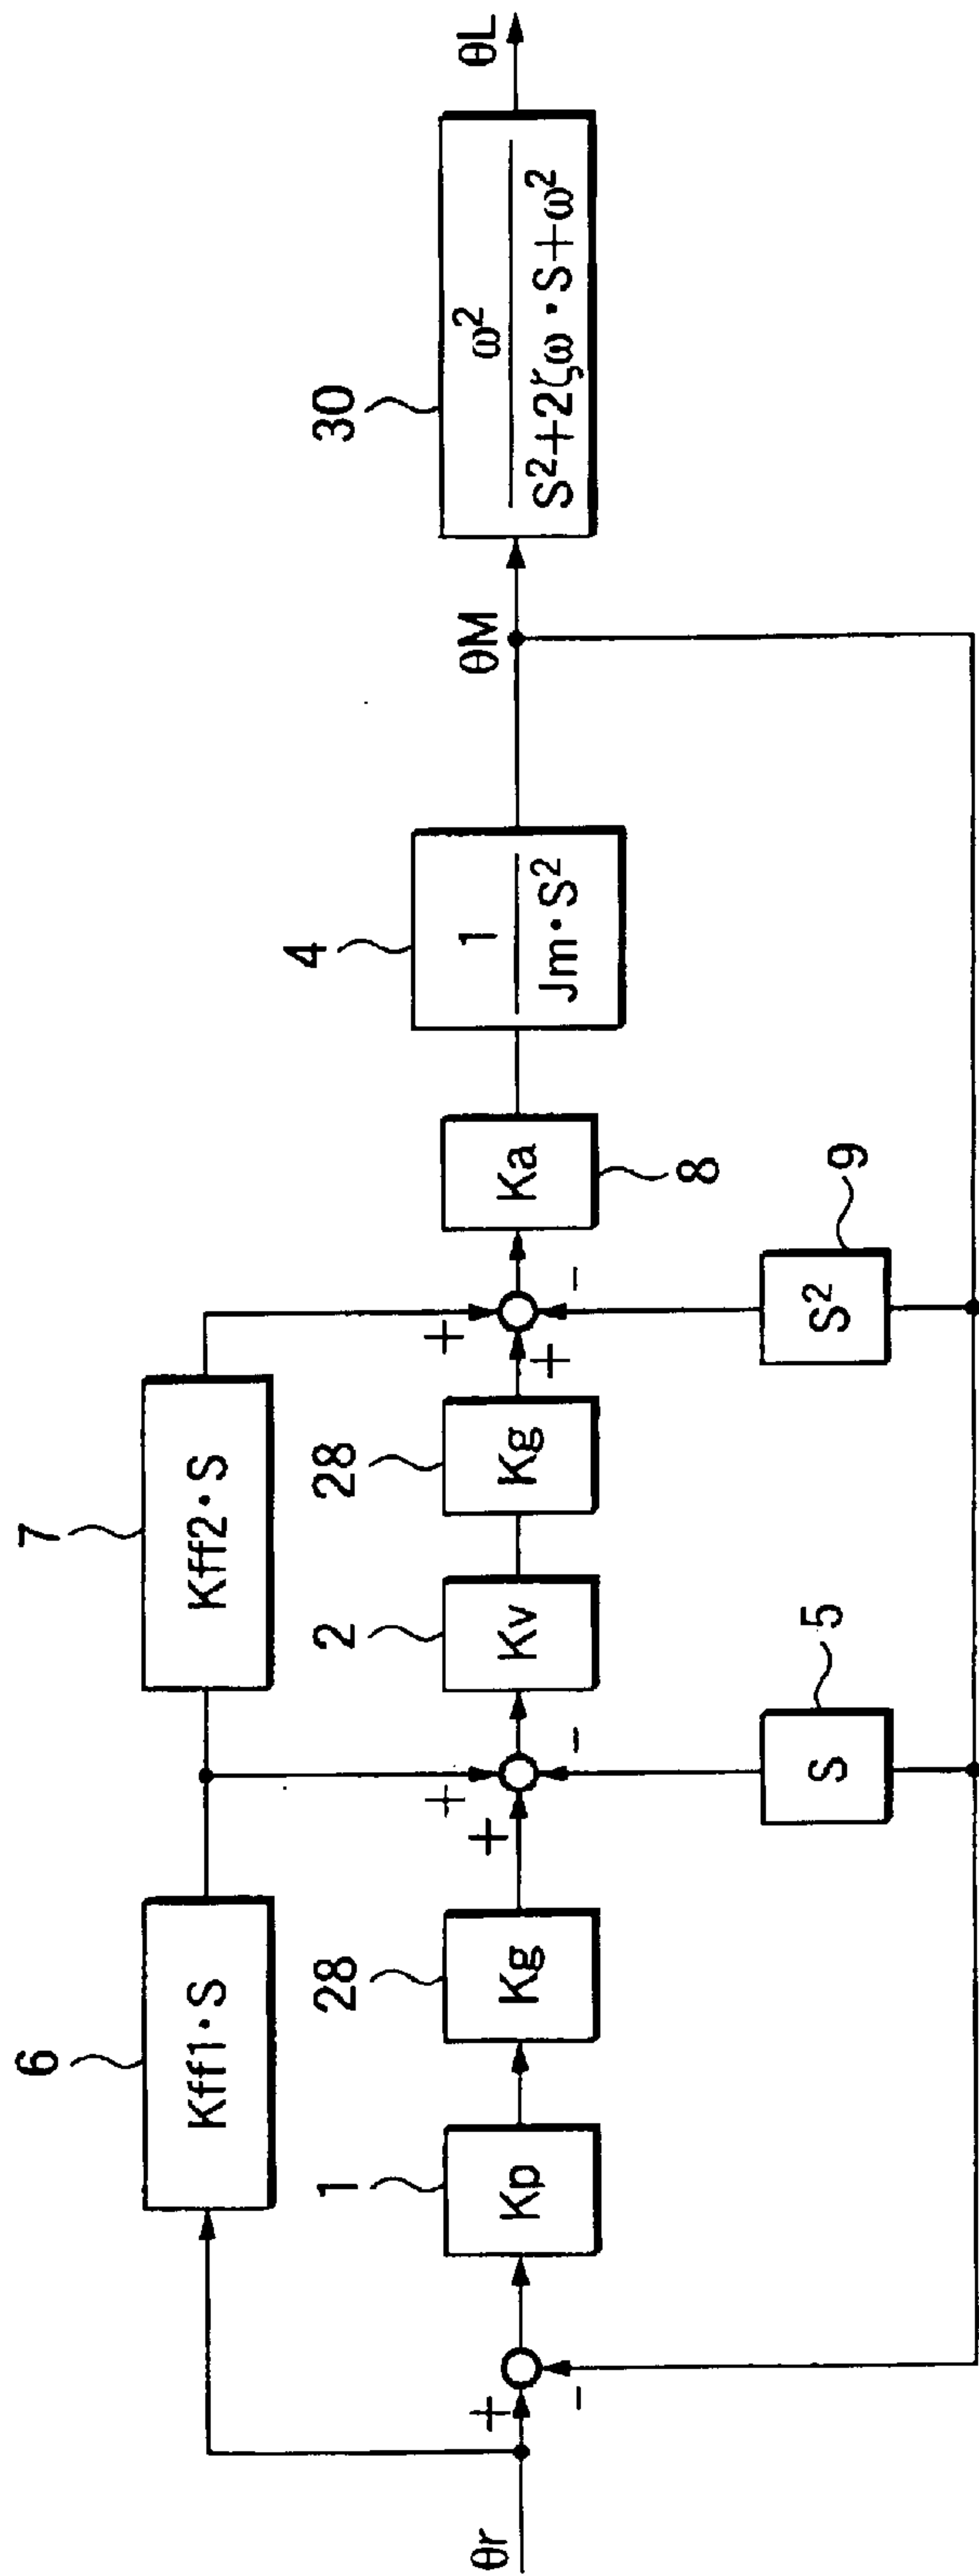 6
Kff1・S
7
Kff2・S
θr
+
-
1
Kp
28
Kg
+
+
-
2
Kv
28
Kg
+
+
-
Ka
8
4
1
Jm・S²
θM
30
ω²
S²+2ζω・S+ω²
θL
5
S
9
S²